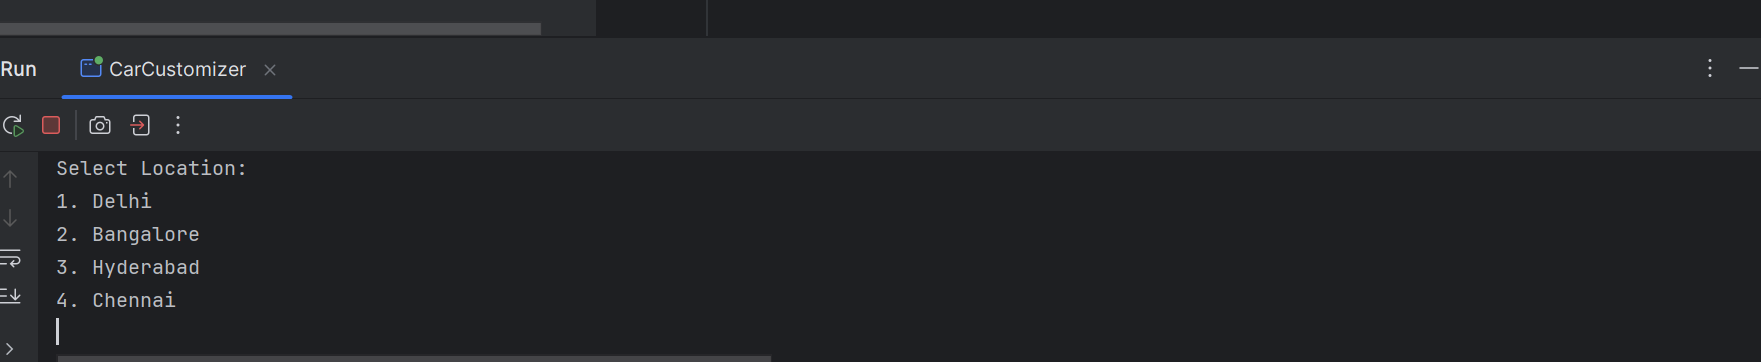 Run
CarCustomizer
Select Location:
1. Delhi
2. Bangalore
3. Hyderabad
4. Chennai